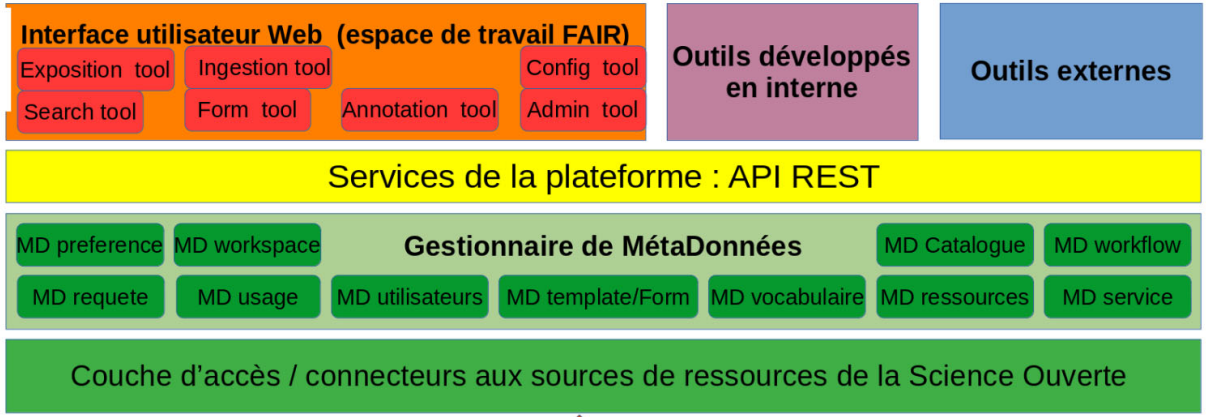 Interface utilisateur Web (espace de travail FAIR)
Exposition tool
Ingestion tool
Config tool
Search tool
Form tool
Annotation tool
Admin tool
Outils développés
en interne
Outils externes
Services de la plateforme : API REST
MD preference
MD workspace
Gestionnaire de MétaDonnées
MD Catalogue
MD workflow
MD requete
MD usage
MD utilisateurs
MD template/Form
MD vocabulaire
MD ressources
MD service
Couche d’accès / connecteurs aux sources de ressources de la Science Ouverte